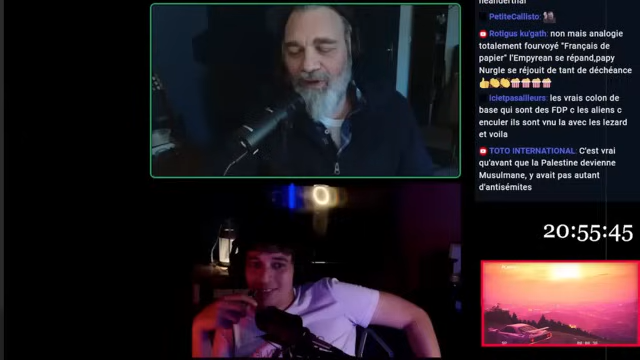 neanderthal
PetiteCallisto:
Rotigus ku'gath: non mais analogie
totalement fourvoyé "Français de
papier" l'Empyrean se répand,papy
Nurgle se réjouit de tant de déchéance
icietpasailleurs: les vrais colon de
base qui sont des FDP c les aliens c
enculer ils sont vnu la avec les lezard
et voila
TOTO INTERNATIONAL: C'est vrai
qu'avant que la Palestine devienne
Musulmane, y avait pas autant
d'antisémites
20:55:45